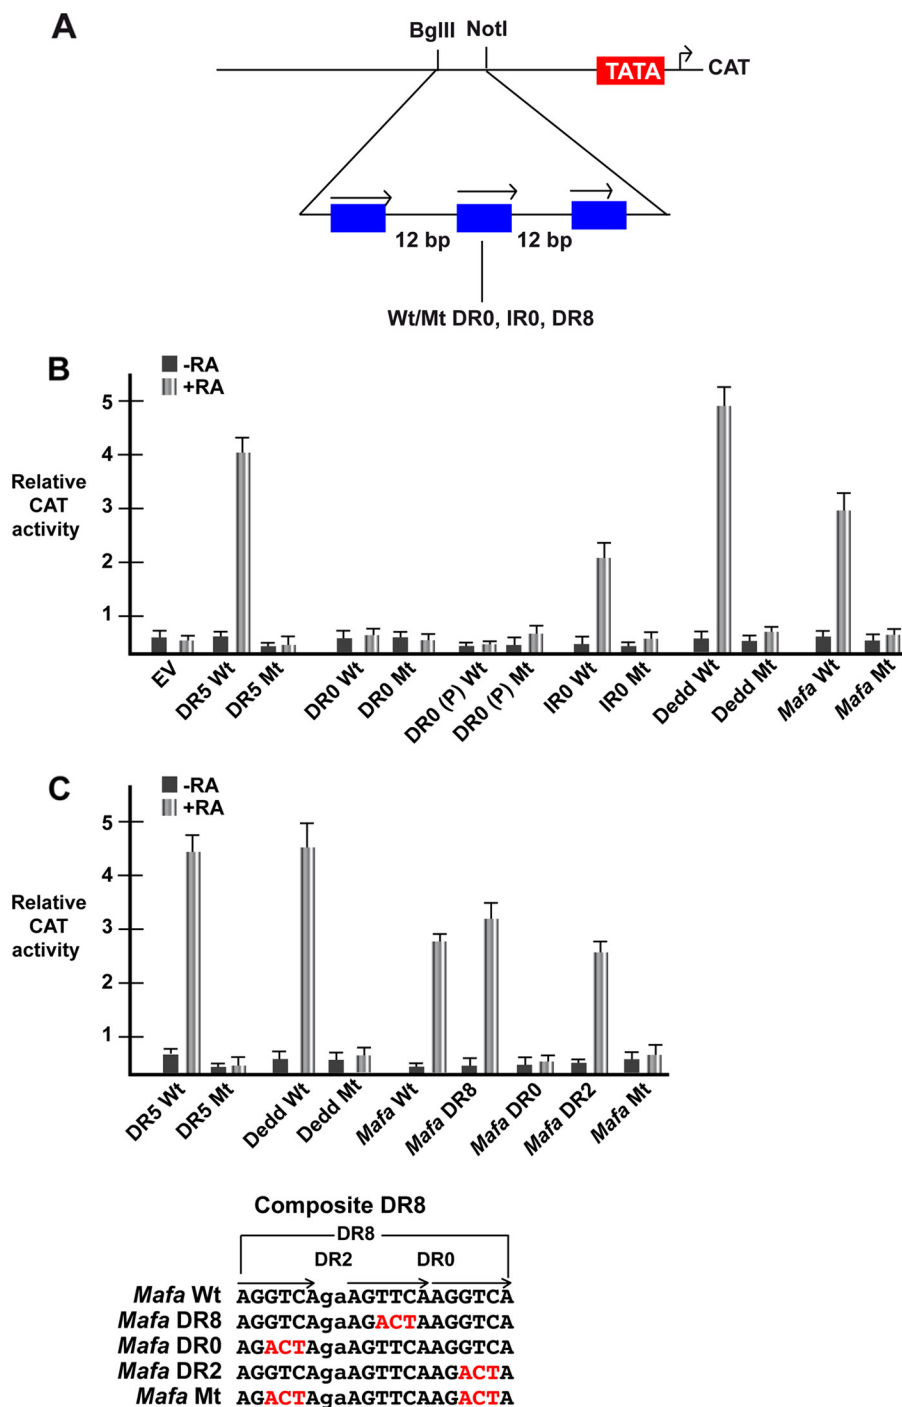 A
BglII NotI
TATA
CAT
12 bp 12 bp
Wt/Mt DR0, IR0, DR8
B
-RA
+RA
5
4
3
2
1
Relative
CAT
activity
EV
DR5 Wt
DR5 Mt
DR0 Wt
DR0 Mt
DR0 (P) Wt
DR0 (P) Mt
IR0 Wt
IR0 Mt
Dedd Wt
Dedd Mt
Mafa Wt
Mafa Mt
C
-RA
+RA
5
4
3
2
1
Relative
CAT
activity
DR5 Wt
DR5 Mt
Dedd Wt
Dedd Mt
Mafa Wt
Mafa DR8
Mafa DR0
Mafa DR2
Mafa Mt
Composite DR8
DR8
DR2 DR0
Mafa Wt AGGTCAgaAGTTCAAGGTCA
Mafa DR8 AGGTCAgaAGACTAAGGTCA
Mafa DR0 AGACTAgaAGTTCAAGGTCA
Mafa DR2 AGGTCAgaAGTTCAAGACTA
Mafa Mt AGACTAgaAGTTCAAGACTA